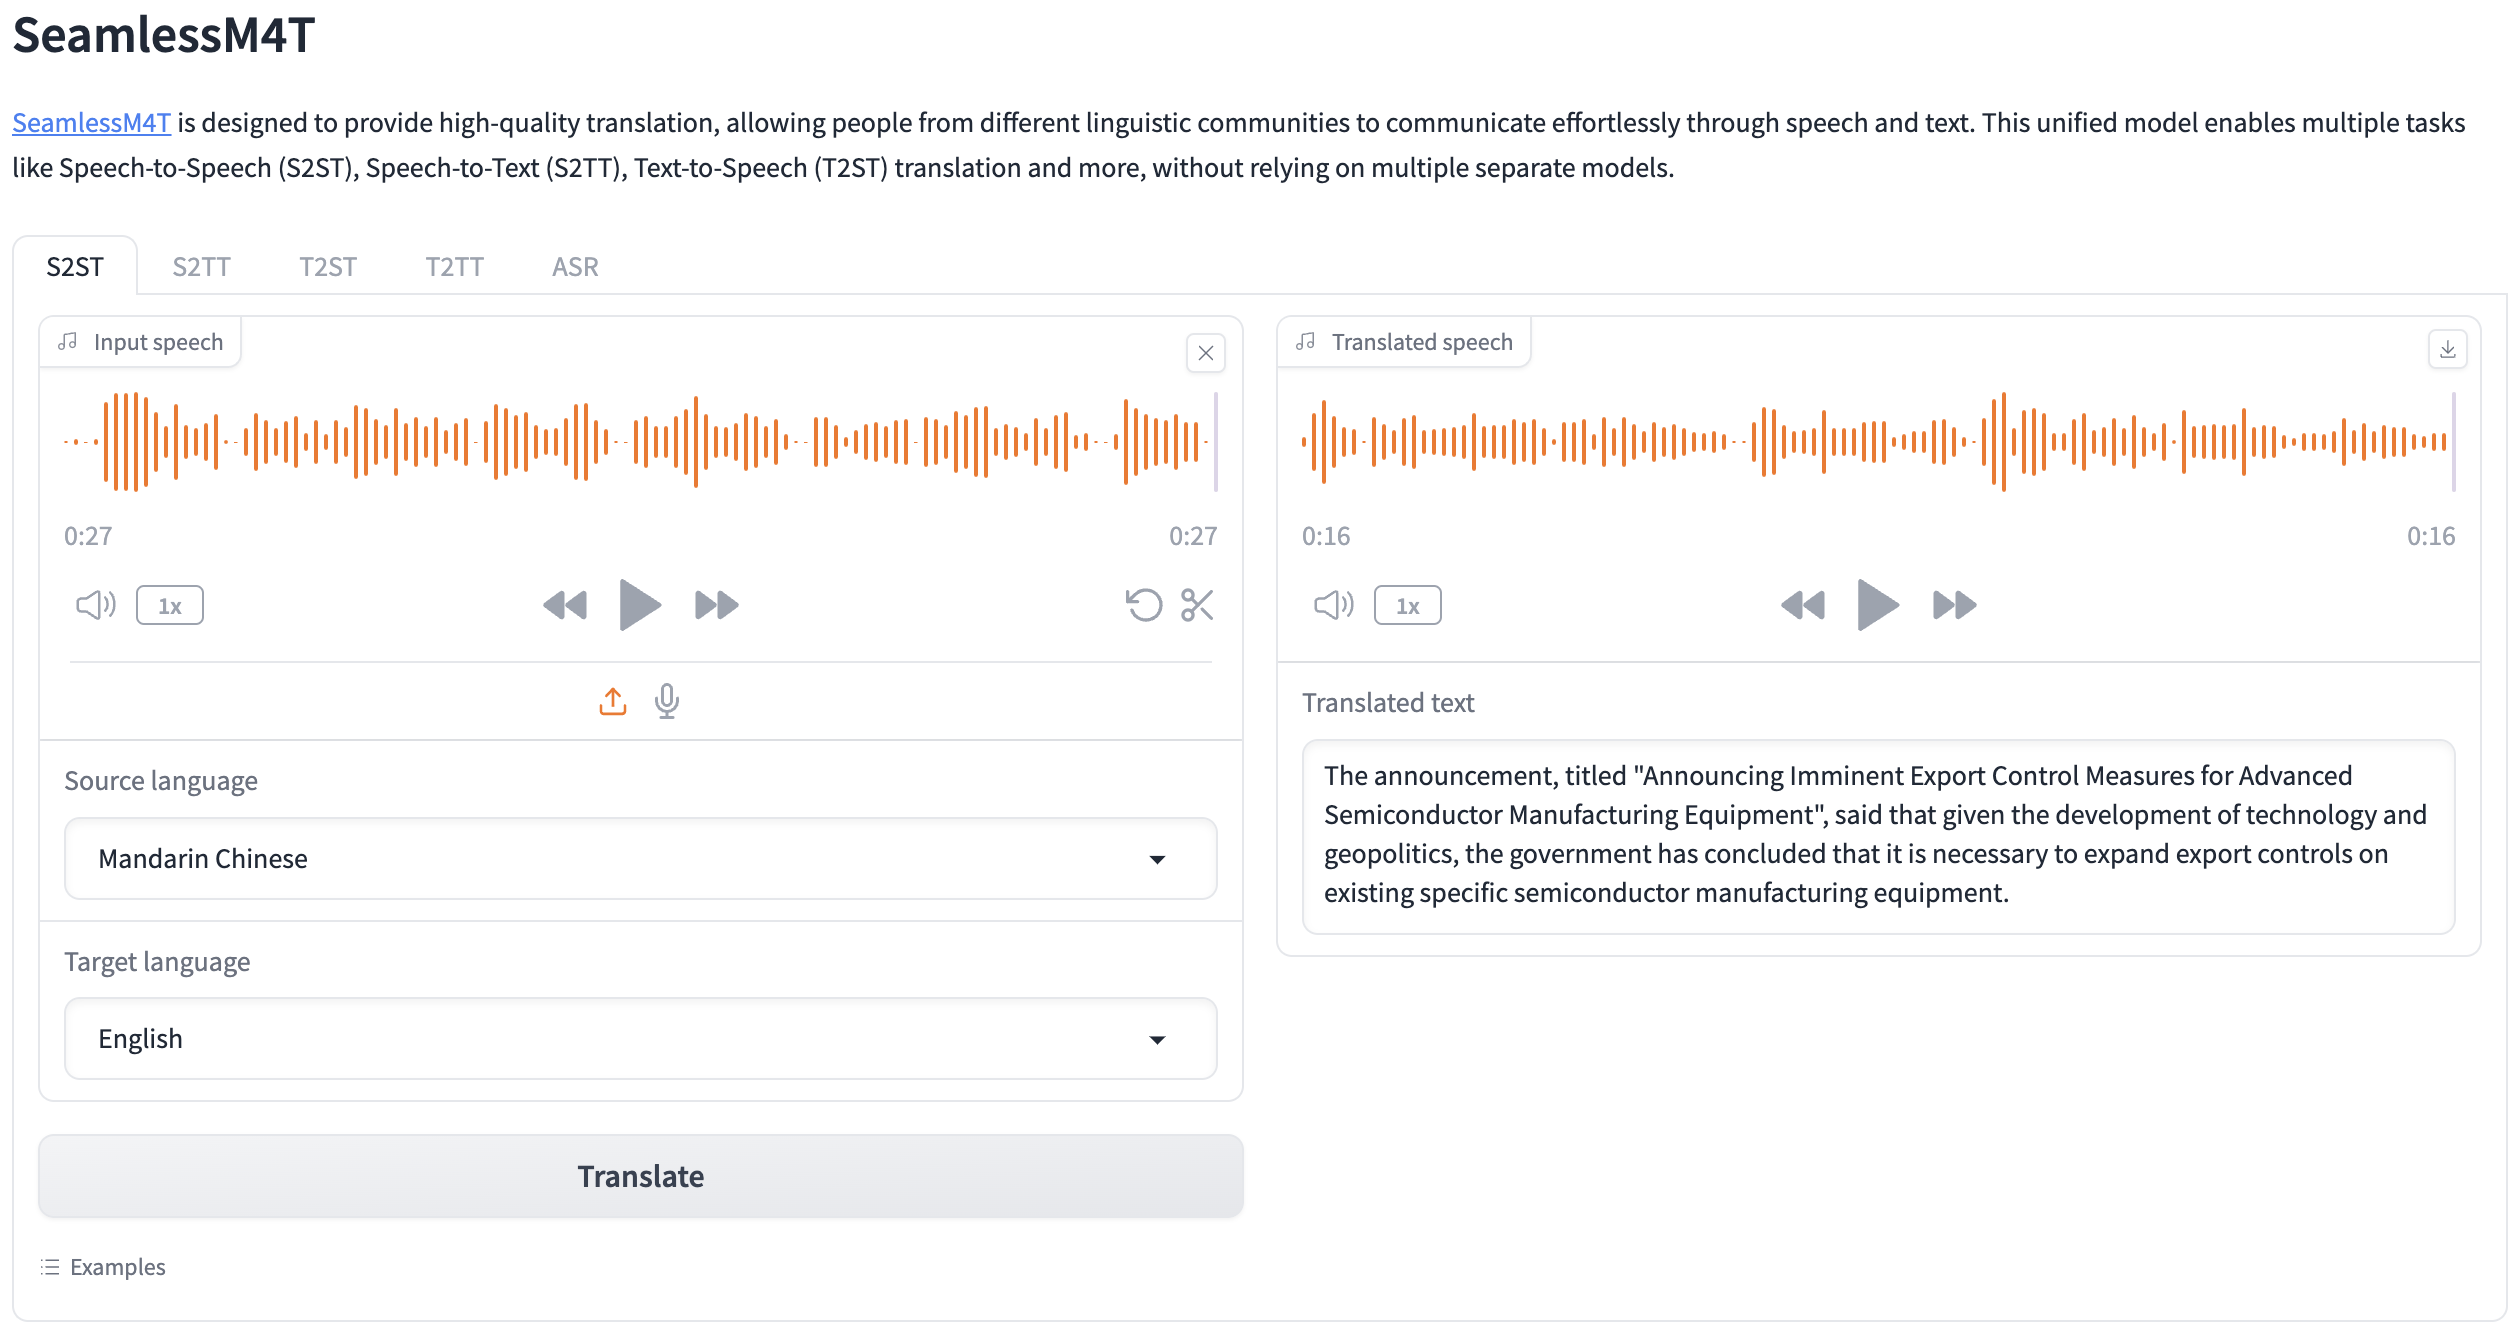 SeamlessM4T
SeamlessM4T is designed to provide high-quality translation, allowing people from different linguistic communities to communicate effortlessly through speech and text. This unified model enables multiple tasks
like Speech-to-Speech (S2ST), Speech-to-Text (S2TT), Text-to-Speech (T2ST) translation and more, without relying on multiple separate models.
S2ST S2TT T2ST T2TT ASR
Input speech
0:27 0:27
1x
Source language
Mandarin Chinese
Target language
English
Translate
Examples
Translated speech
0:16 0:16
1x
Translated text
The announcement, titled "Announcing Imminent Export Control Measures for Advanced
Semiconductor Manufacturing Equipment", said that given the development of technology and
geopolitics, the government has concluded that it is necessary to expand export controls on
existing specific semiconductor manufacturing equipment.